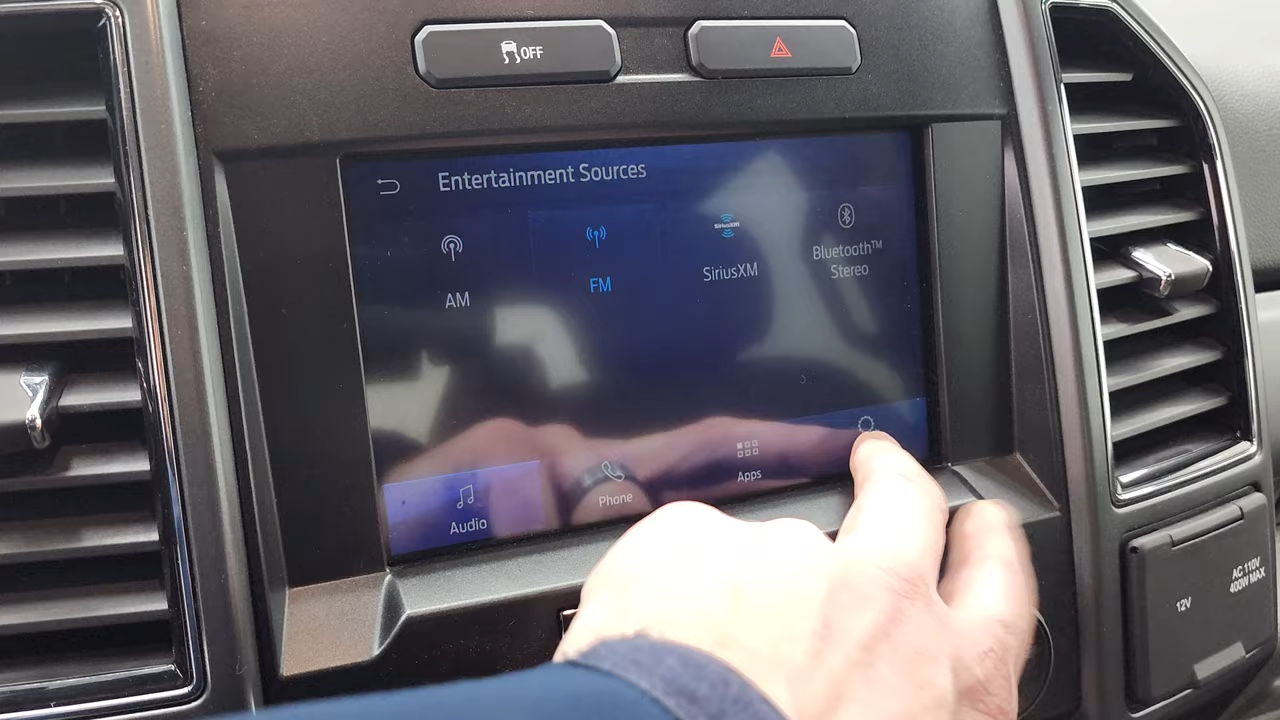 OFF
Entertainment Sources
AM
FM
SiriusXM
SiriusXM
Bluetooth™
Stereo
Audio
Phone
Apps
12V
AC 110V
400W MAX